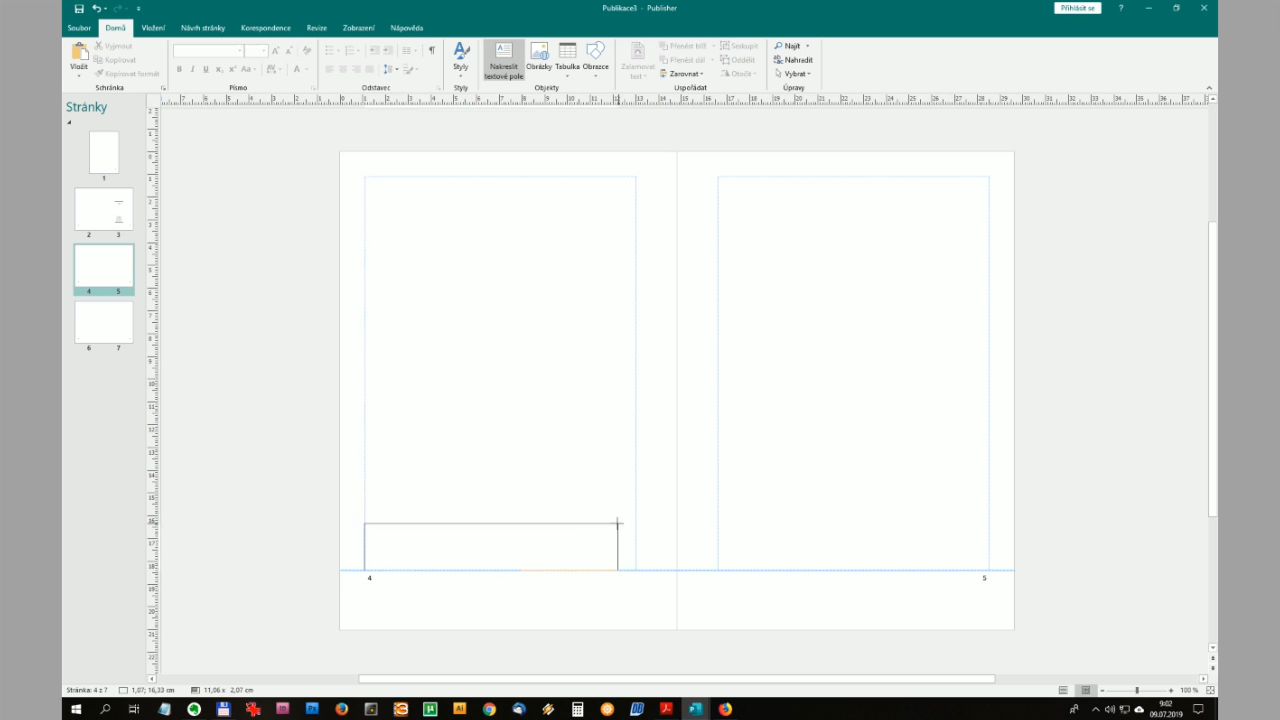 Publikace3 - Publisher
Přihlásit se
Soubor Domů Vložení Návrh stránky Korespondence Revize Zobrazení Nápověda
Vložit
Vyjmout
Kopírovat
Kopírovat formát
Schránka
Písmo
Odstavec
Styly
Styly
Nakreslit textové pole
Obrázky Tabulka Obrazce
Objekty
Zalamovat text
Přenést blíž
Přenést dál
Zarovnat
Seskupit
Oddělit
Otočit
Uspořádat
Najít
Nahradit
Vybrat
Úpravy
Stránky
1
2 3
4 5
6 7
4 5
Stránka: 4 z 7 1,07; 16,33 cm 11,06 x 2,07 cm 100 %
9:02
09.07.2019